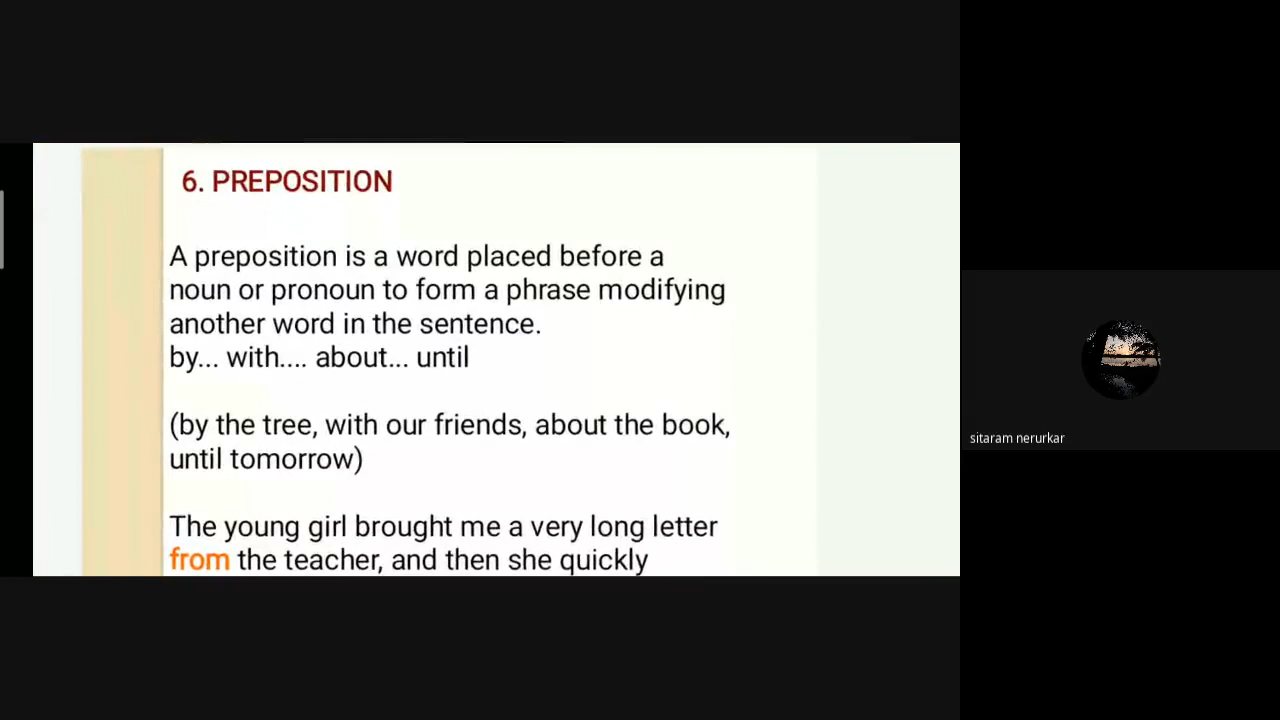 6. PREPOSITION
A preposition is a word placed before a
noun or pronoun to form a phrase modifying
another word in the sentence.
by... with.... about... until
(by the tree, with our friends, about the book,
until tomorrow)
The young girl brought me a very long letter
from the teacher, and then she quickly
sitaram nerurkar